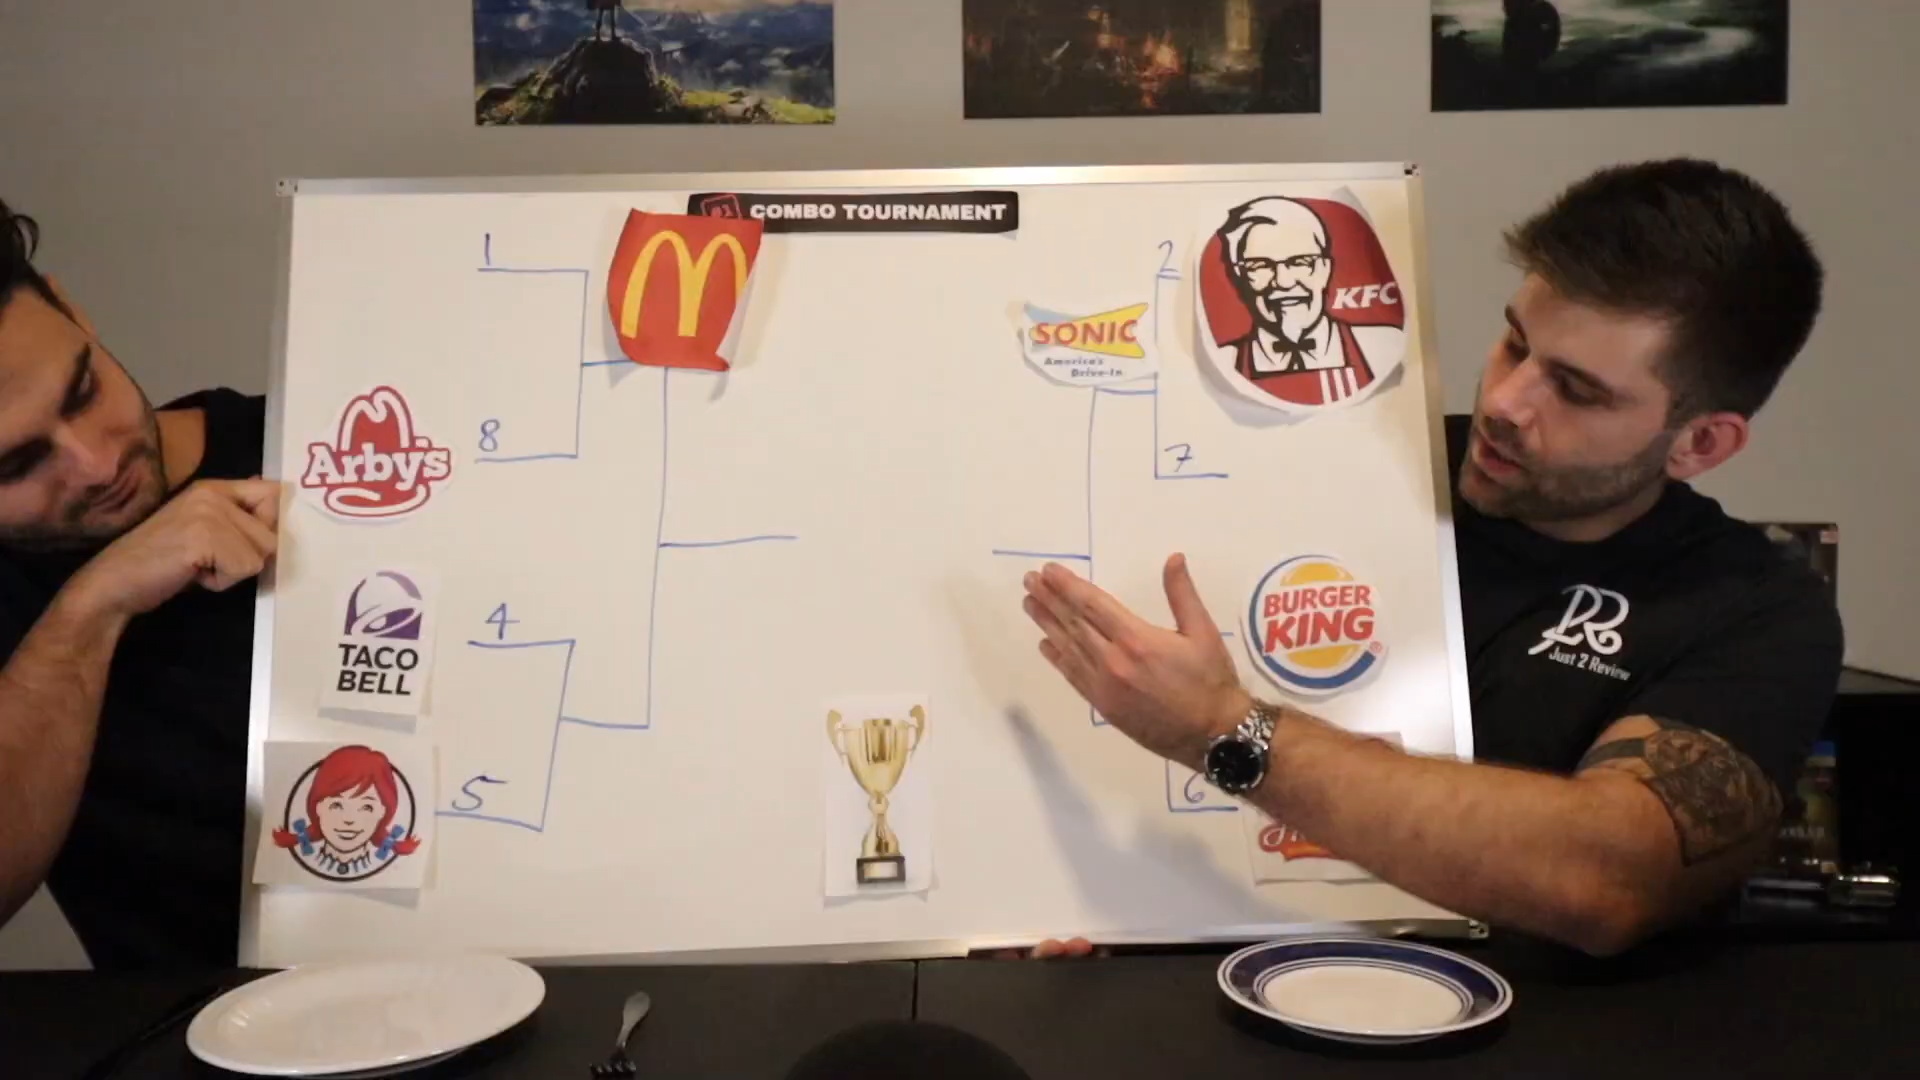 #1 COMBO TOURNAMENT
1
8
Arby's
TACO
BELL
4
5
2
SONIC
America's
Drive-In
KFC
7
BURGER
KING
®
6
Just 2 Review